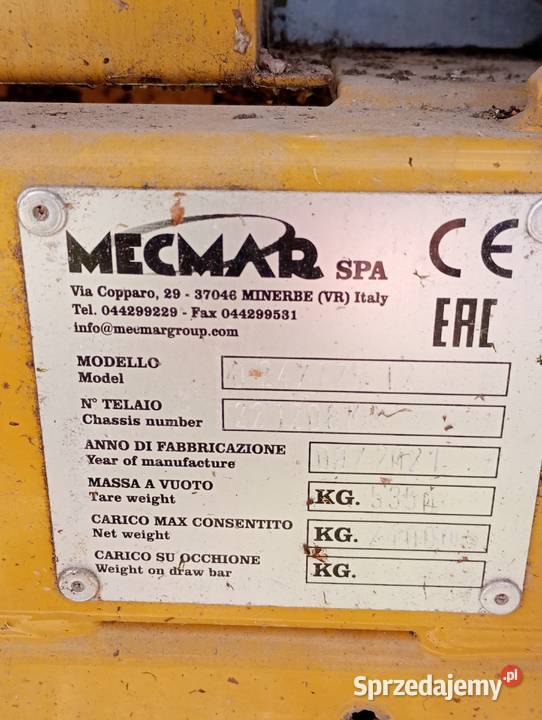 MECMAR SPA
CE
Via Copparo, 29 - 37046 MINERBE (VR) Italy
Tel. 044299229 - Fax 044299531
info@mecmargroup.com
EAC
MODELLO
Model
N° TELAIO
Chassis number
ANNO DI FABBRICAZIONE
Year of manufacture
MASSA A VUOTO
Tare weight
KG.
CARICO MAX CONSENTITO
Net weight
KG.
CARICO SU OCCHIONE
Weight on draw bar
KG.
Sprzedajemy.pl